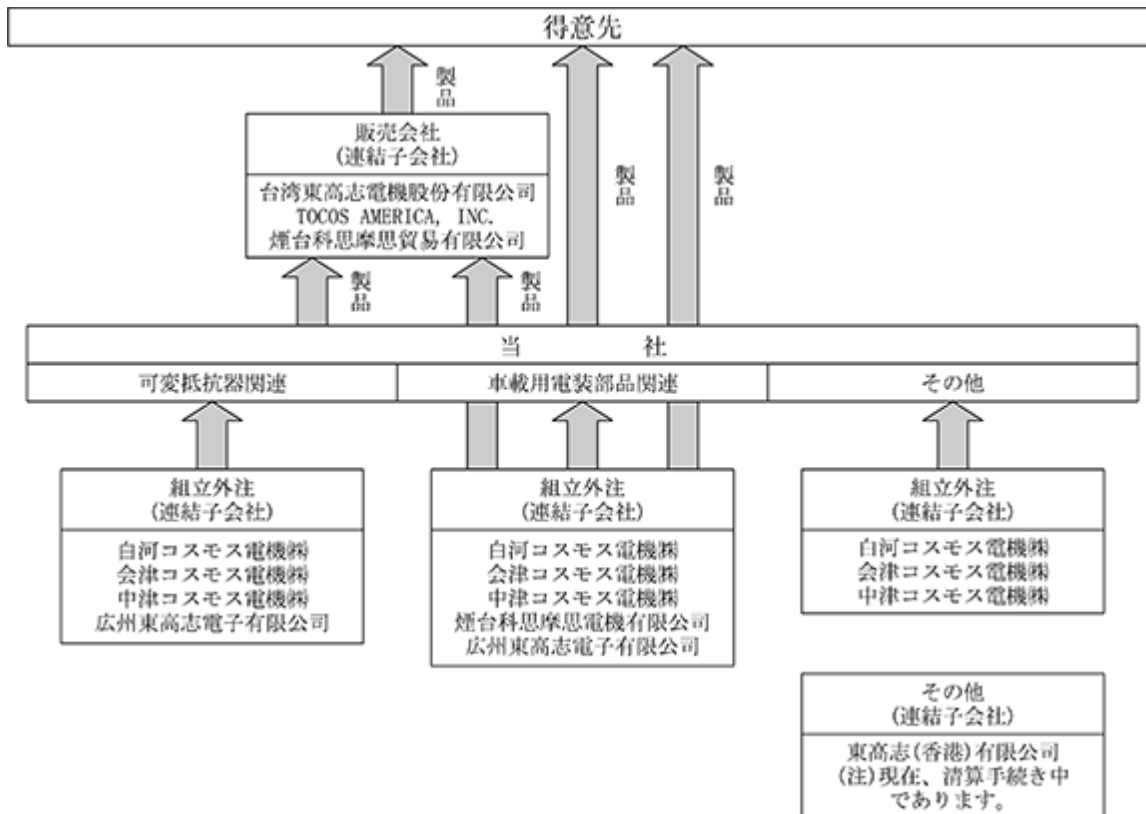 得意先
製品
販売会社
(連結子会社)
台湾東高志電機股份有限公司
TOCOS AMERICA, INC.
煙台科思摩思貿易有限公司
製品
製品
製品
製品
当　　　社
可変抵抗器関連
車載用電装部品関連
その他
組立外注
(連結子会社)
白河コスモス電機㈱
会津コスモス電機㈱
中津コスモス電機㈱
広州東高志電子有限公司
組立外注
(連結子会社)
白河コスモス電機㈱
会津コスモス電機㈱
中津コスモス電機㈱
煙台科思摩思電機有限公司
広州東高志電子有限公司
組立外注
(連結子会社)
白河コスモス電機㈱
会津コスモス電機㈱
中津コスモス電機㈱
その他
(連結子会社)
東高志(香港)有限公司
(注)現在、清算手続き中
であります。